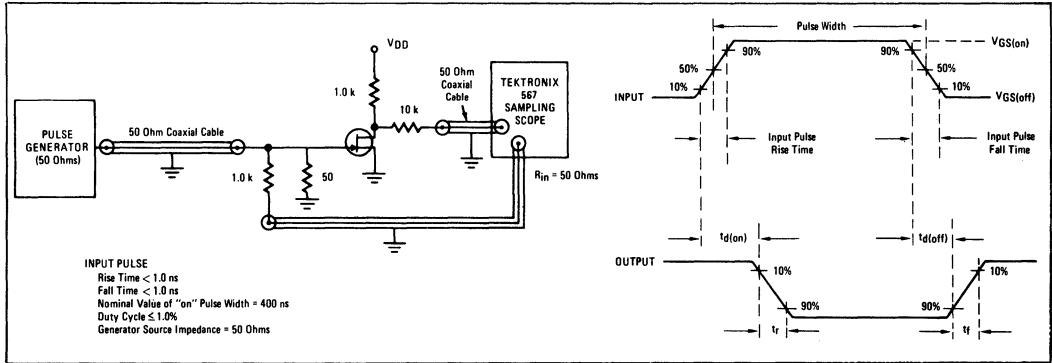 VDD
1.0 k
10 k
50 Ohm
Coaxial
Cable
TEKTRONIX
567
SAMPLING
SCOPE
PULSE
GENERATOR
(50 Ohms)
50 Ohm Coaxial Cable
1.0 k
50
Rin = 50 Ohms
INPUT PULSE
Rise Time < 1.0 ns
Fall Time < 1.0 ns
Nominal Value of "on" Pulse Width = 400 ns
Duty Cycle ≤ 1.0%
Generator Source Impedance = 50 Ohms
Pulse Width
90%
90%
VGS(on)
50%
50%
10%
10%
INPUT
VGS(off)
Input Pulse
Rise Time
Input Pulse
Fall Time
td(on)
td(off)
OUTPUT
10%
10%
90%
90%
tr
tf